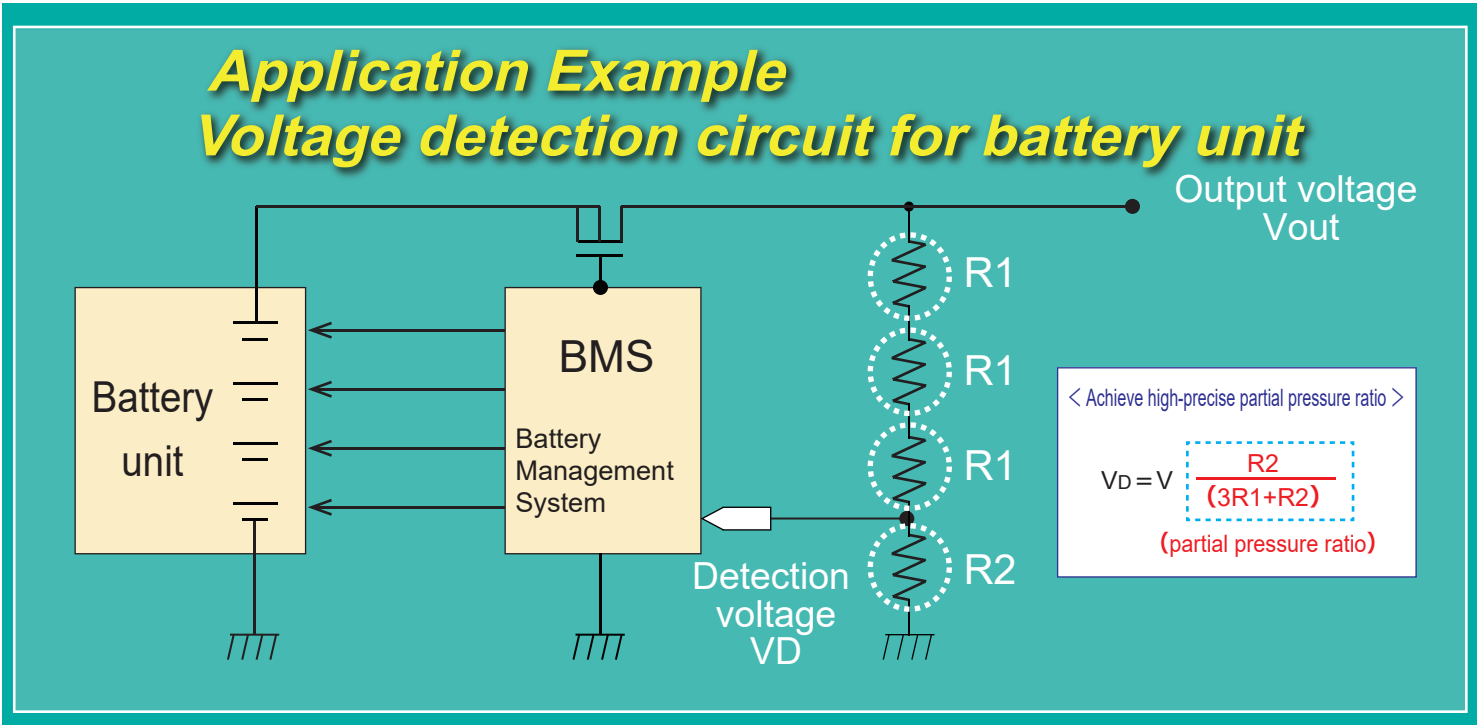 Application Example
Voltage detection circuit for battery unit
Output voltage
Vout
R1
R1
R1
R2
Battery
unit
BMS
Battery
Management
System
Detection
voltage
VD
< Achieve high-precise partial pressure ratio >
VD=V R2
(3R1+R2)
(partial pressure ratio)